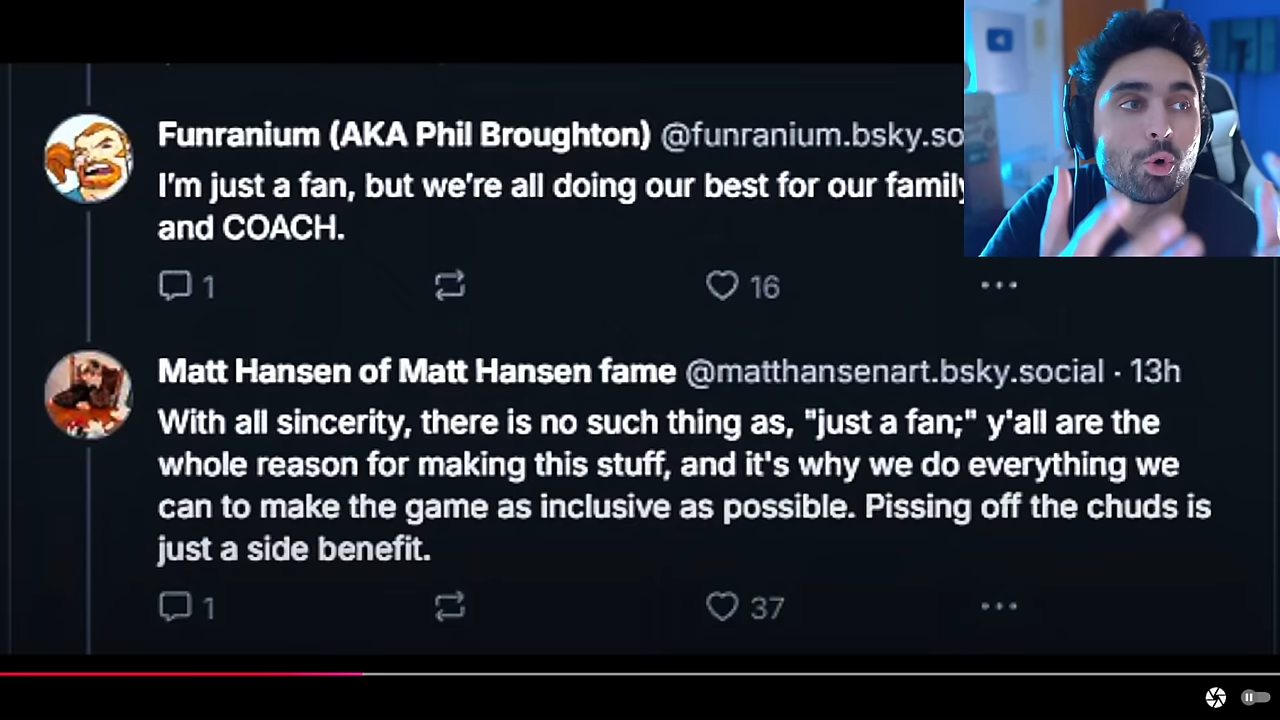 Funranium (AKA Phil Broughton) @funranium.bsky.so
I'm just a fan, but we're all doing our best for our family
and COACH.
1 16
Matt Hansen of Matt Hansen fame @matthansenart.bsky.social · 13h
With all sincerity, there is no such thing as, "just a fan;" y'all are the
whole reason for making this stuff, and it's why we do everything we
can to make the game as inclusive as possible. Pissing off the chuds is
just a side benefit.
1 37